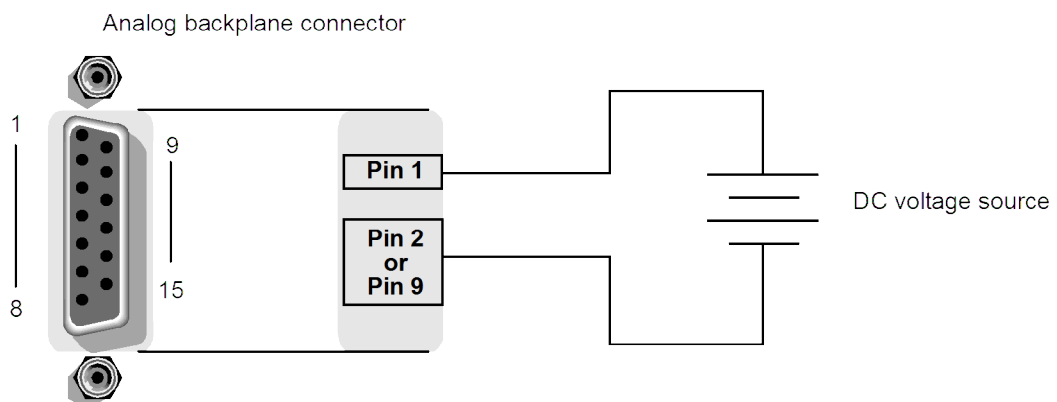 Analog backplane connector
1
9
Pin 1
DC voltage source
Pin 2
or
Pin 9
15
8